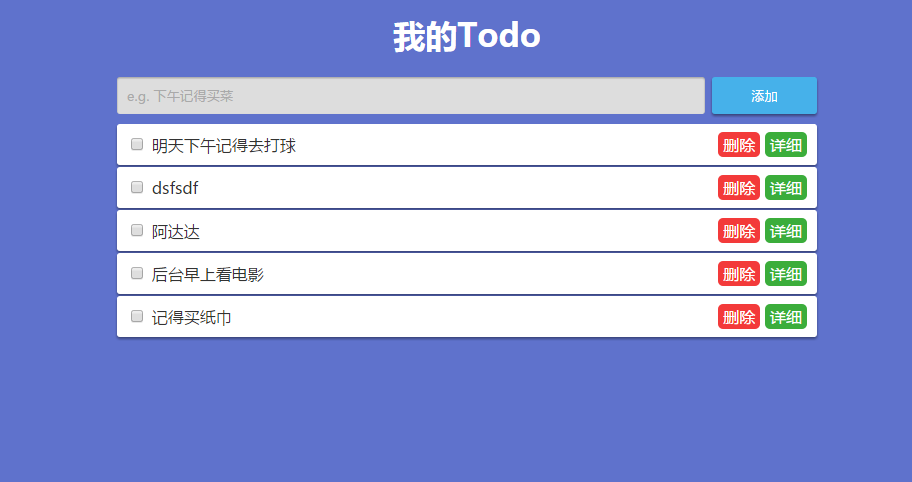 我的Todo
e.g. 下午记得买菜 添加
明天下午记得去打球 删除 详细
dsfsdf 删除 详细
阿达达 删除 详细
后台早上看电影 删除 详细
记得买纸巾 删除 详细